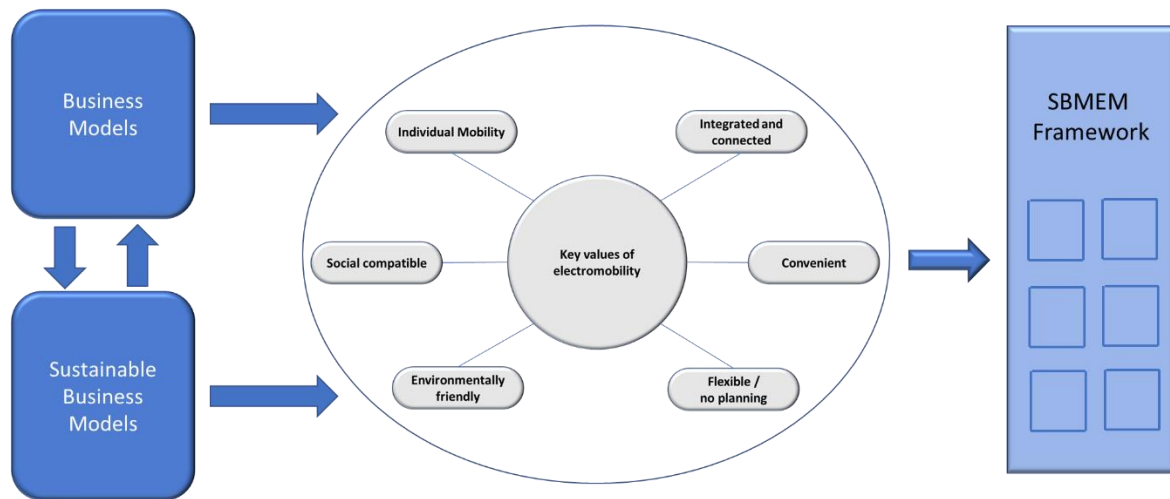 Business
Models
Sustainable
Business
Models
Individual Mobility
Integrated and
connected
Social compatible
Key values of
electromobility
Convenient
Environmentally
friendly
Flexible /
no planning
SBMEM
Framework